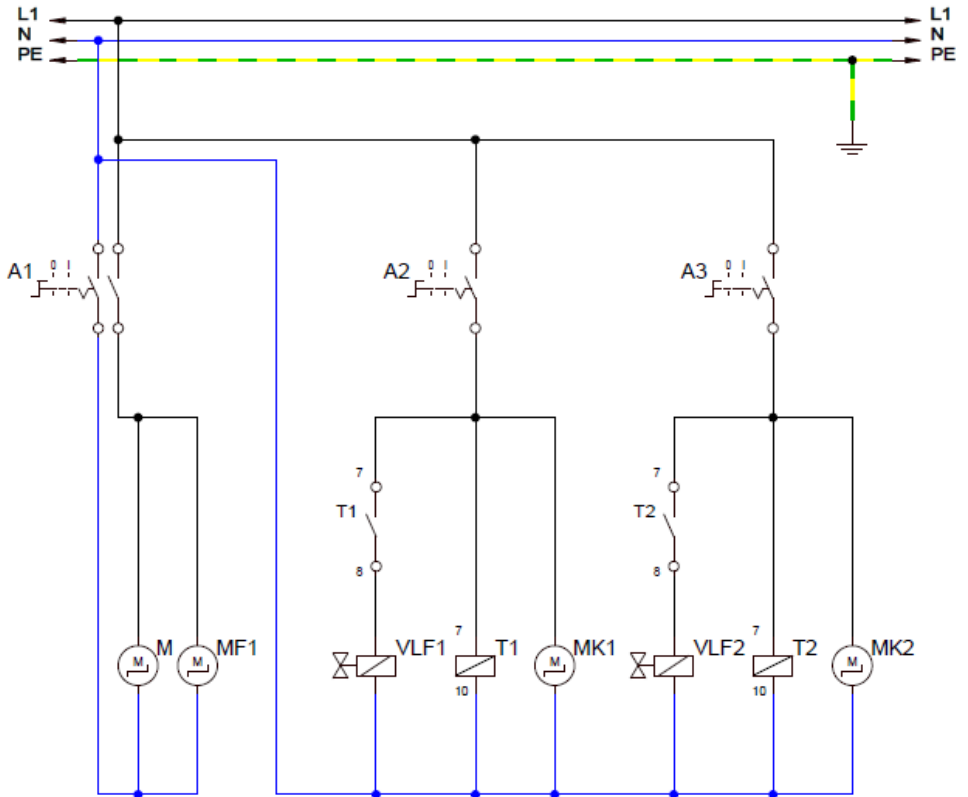 L1 L1
N N
PE PE
A1 0 I A2 0 I A3 0 I
7 7
T1 T2
8 8
M M M MF1 VLF1 7 T1 M MK1 VLF2 7 T2 M MK2
10 10